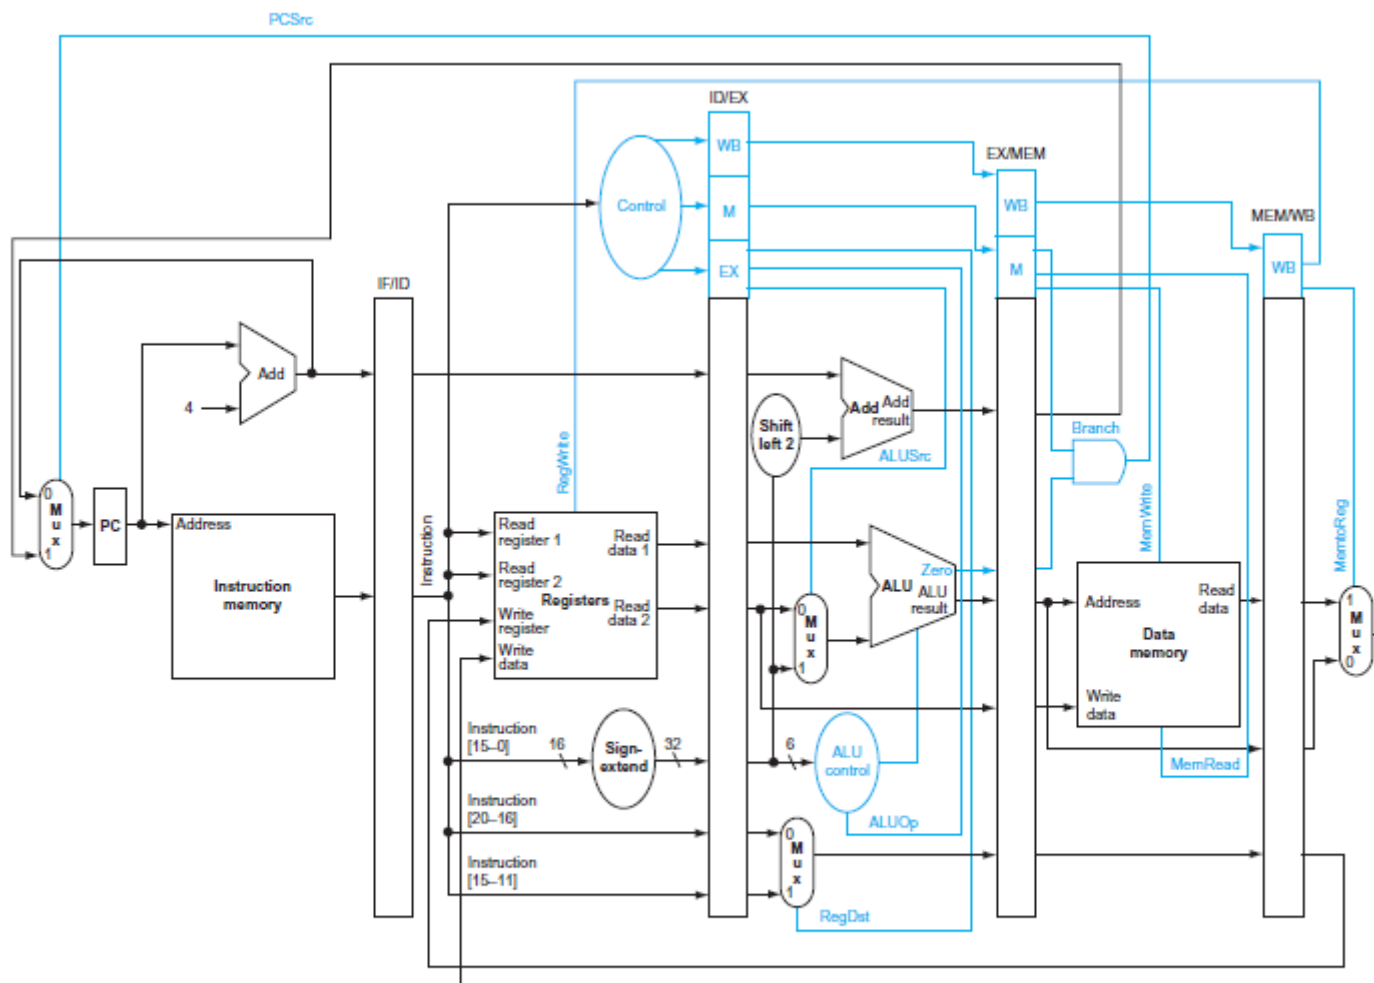 PCSrc
ID/EX
WB
EX/MEM
Control
M
WB
MEM/WB
EX
M
WB
IF/ID
Add
4
Add
Add
result
Shift
left 2
Branch
ALUSrc
RegWrite
MemWrite
MemtoReg
0
M
u
x
1
PC
Address
Instruction
memory
Instruction
Read
register 1
Read
data 1
Read
register 2
Registers
Write
register
Read
data 2
Write
data
0
M
u
x
1
Zero
ALU
ALU
result
Address
Read
data
Data
memory
Write
data
1
M
u
x
0
Instruction
[15–0]
16
Sign-
extend
32
6
ALU
control
MemRead
Instruction
[20–16]
ALUOp
0
M
u
x
1
Instruction
[15–11]
RegDst